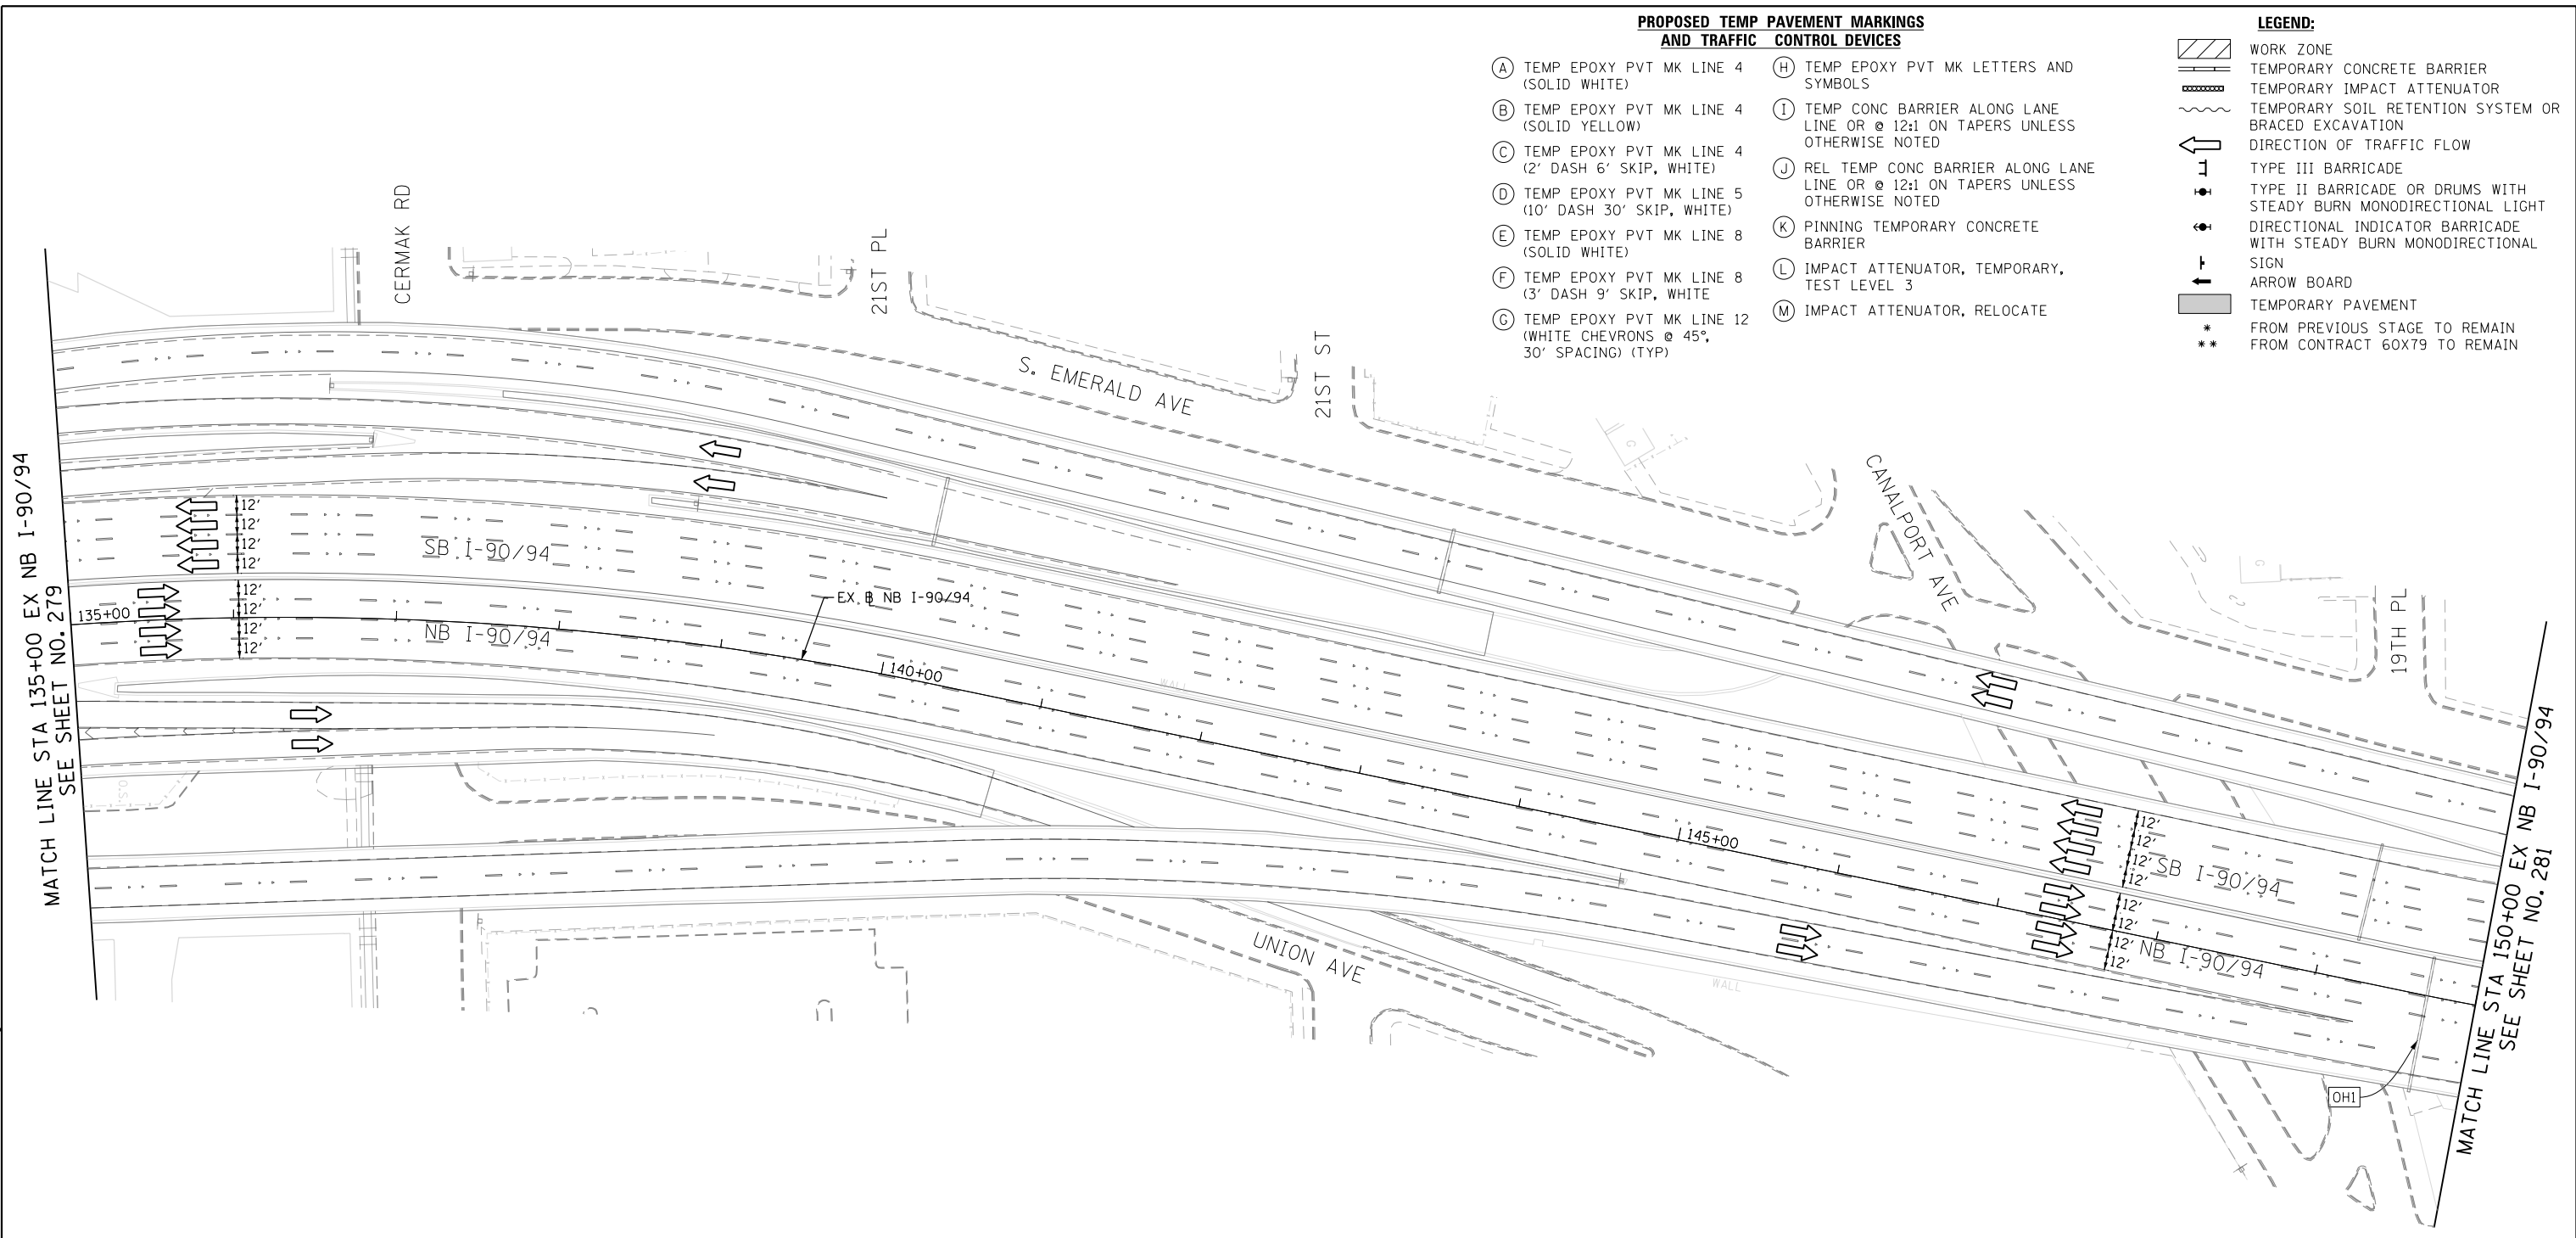 PROPOSED TEMP PAVEMENT MARKINGS
AND TRAFFIC CONTROL DEVICES
A TEMP EPOXY PVT MK LINE 4
(SOLID WHITE)
B TEMP EPOXY PVT MK LINE 4
(SOLID YELLOW)
C TEMP EPOXY PVT MK LINE 4
(2' DASH 6' SKIP, WHITE)
D TEMP EPOXY PVT MK LINE 5
(10' DASH 30' SKIP, WHITE)
E TEMP EPOXY PVT MK LINE 8
(SOLID WHITE)
F TEMP EPOXY PVT MK LINE 8
(3' DASH 9' SKIP, WHITE
G TEMP EPOXY PVT MK LINE 12
(WHITE CHEVRONS @ 45°,
30' SPACING) (TYP)
H TEMP EPOXY PVT MK LETTERS AND
SYMBOLS
I TEMP CONC BARRIER ALONG LANE
LINE OR @ 12:1 ON TAPERS UNLESS
OTHERWISE NOTED
J REL TEMP CONC BARRIER ALONG LANE
LINE OR @ 12:1 ON TAPERS UNLESS
OTHERWISE NOTED
K PINNING TEMPORARY CONCRETE
BARRIER
L IMPACT ATTENUATOR, TEMPORARY,
TEST LEVEL 3
M IMPACT ATTENUATOR, RELOCATE
LEGEND:
WORK ZONE
TEMPORARY CONCRETE BARRIER
TEMPORARY IMPACT ATTENUATOR
TEMPORARY SOIL RETENTION SYSTEM OR
BRACED EXCAVATION
DIRECTION OF TRAFFIC FLOW
TYPE III BARRICADE
TYPE II BARRICADE OR DRUMS WITH
STEADY BURN MONODIRECTIONAL LIGHT
DIRECTIONAL INDICATOR BARRICADE
WITH STEADY BURN MONODIRECTIONAL
SIGN
ARROW BOARD
TEMPORARY PAVEMENT
* FROM PREVIOUS STAGE TO REMAIN
** FROM CONTRACT 60X79 TO REMAIN
MATCH LINE STA 135+00 EX NB I-90/94
SEE SHEET NO. 279
CERMAK RD
21ST PL
S. EMERALD AVE
21ST ST
CANALPORT AVE
19TH PL
12'
12'
12'
12'
SB I-90/94
12'
12'
12'
12'
135+00
NB I-90/94
EX ℄ NB I-90/94
140+00
WALL
145+00
UNION AVE
WALL
O.S.
G
G
12'
12'
12'
12'
SB I-90/94
12'
12'
12'
12'
NB I-90/94
OH1
MATCH LINE STA 150+00 EX NB I-90/94
SEE SHEET NO. 281